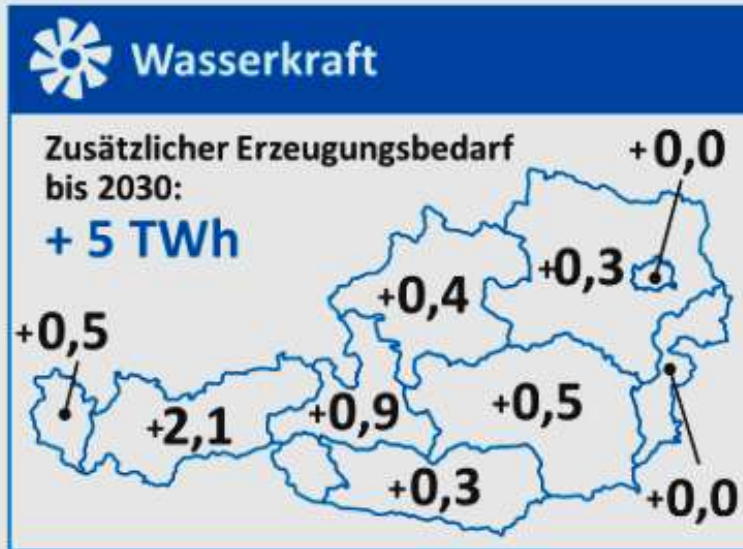 Wasserkraft
Zusätzlicher Erzeugungsbedarf
bis 2030:
+ 5 TWh
+0,0
+0,3
+0,4
+0,5
+2,1
+0,9
+0,5
+0,3
+0,0